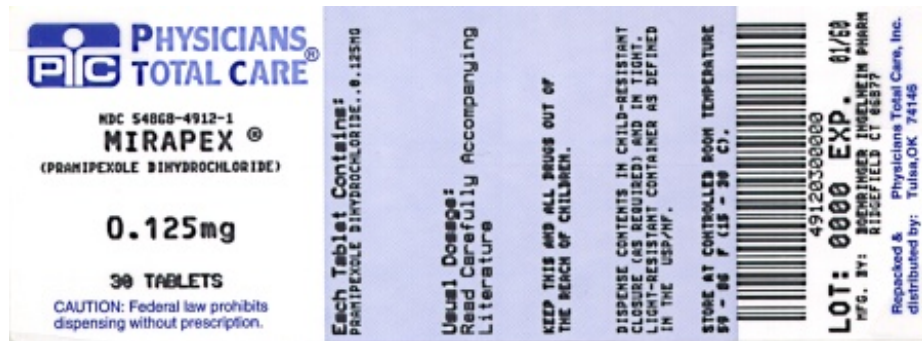 PTC PHYSICIANS
TOTAL CARE®
NDC 54868-4912-1
MIRAPEX ®
(PRAMIPEXOLE DIHYDROCHLORIDE)
0.125mg
30 TABLETS
CAUTION: Federal law prohibits
dispensing without prescription.
Each Tablet Contains:
PRAMIPEXOLE DIHYDROCHLORIDE..0.125MG
Usual Dosage:
Read Carefully Accompanying
Literature
KEEP THIS AND ALL DRUGS OUT OF
THE REACH OF CHILDREN.
DISPENSE CONTENTS IN CHILD-RESISTANT
CLOSURE (AS REQUIRED) AND IN TIGHT,
LIGHT-RESISTANT CONTAINER AS DEFINED
IN THE USP/NF.
STORE AT CONTROLLED ROOM TEMPERATURE
59 - 86 F (15 - 30 C).
49120300000
LOT: 0000 EXP. 01/60
MFG. BY: BOEHRINGER INGELHEIM PHARM
RIDGEFIELD CT 06877
Repacked & Physicians Total Care, Inc.
distributed by: Tulsa,OK 74146